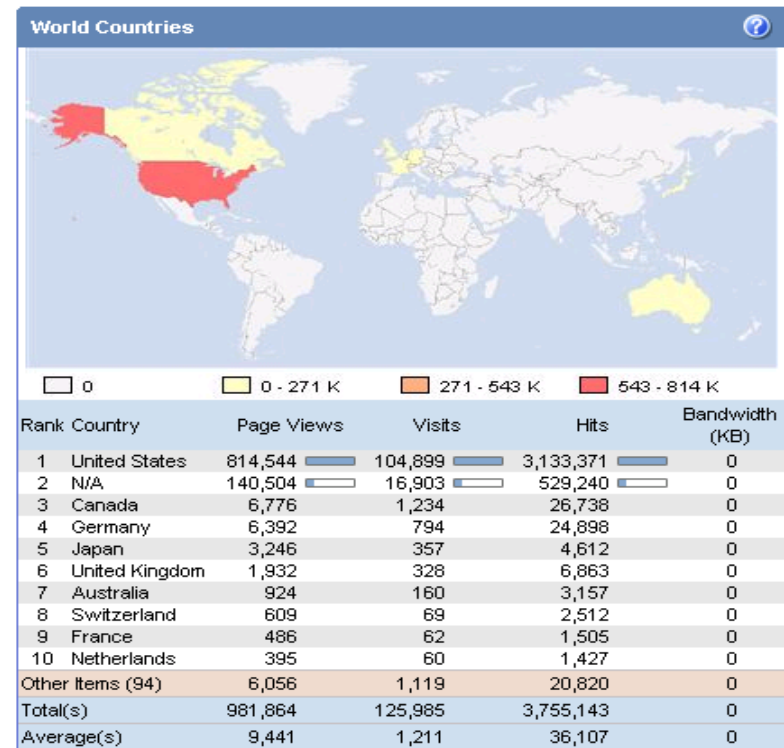 World Countries ?
0 0 - 271 K 271 - 543 K 543 - 814 K
Rank Country Page Views Visits Hits Bandwidth (KB)
1 United States 814,544 104,899 3,133,371 0
2 N/A 140,504 16,903 529,240 0
3 Canada 6,776 1,234 26,738 0
4 Germany 6,392 794 24,898 0
5 Japan 3,246 357 4,612 0
6 United Kingdom 1,932 328 6,863 0
7 Australia 924 160 3,157 0
8 Switzerland 609 69 2,512 0
9 France 486 62 1,505 0
10 Netherlands 395 60 1,427 0
Other Items (94) 6,056 1,119 20,820 0
Total(s) 981,864 125,985 3,755,143 0
Average(s) 9,441 1,211 36,107 0